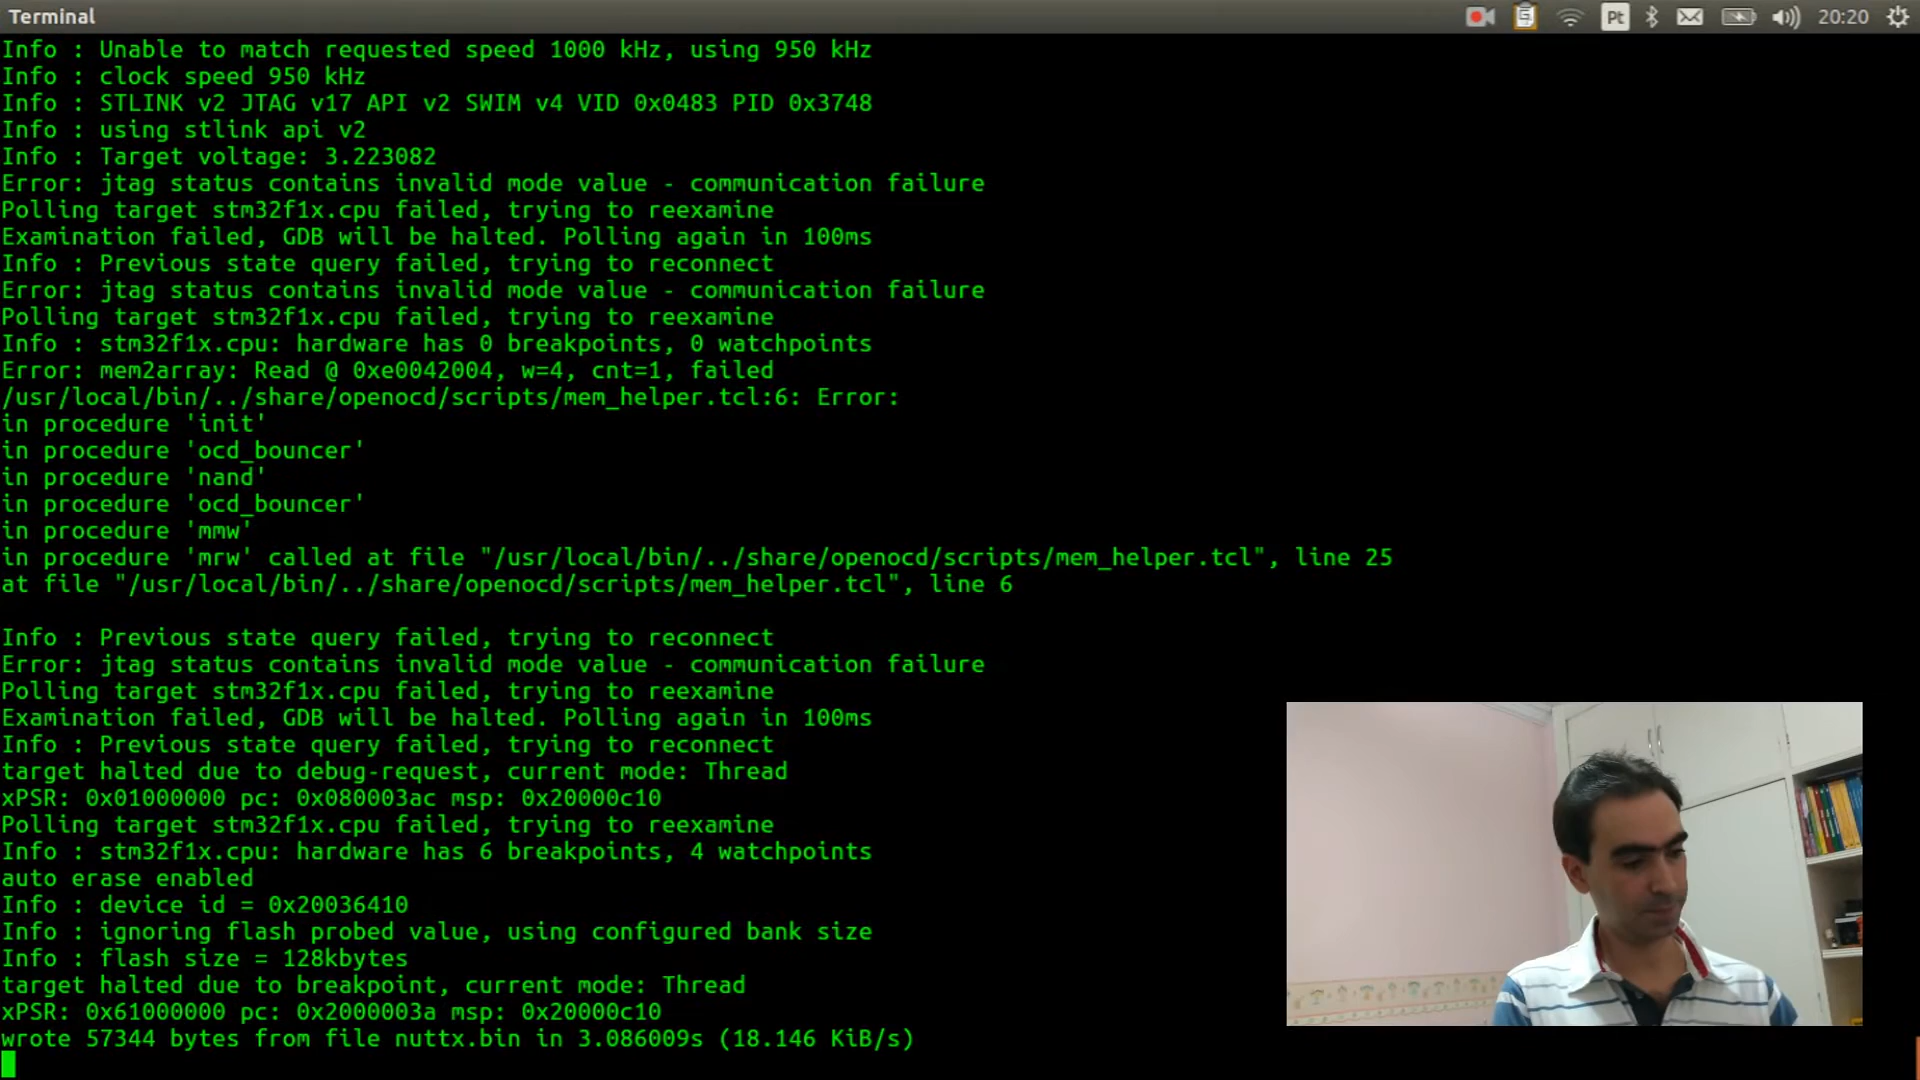 Terminal
Pt
20:20
Info : Unable to match requested speed 1000 kHz, using 950 kHz
Info : clock speed 950 kHz
Info : STLINK v2 JTAG v17 API v2 SWIM v4 VID 0x0483 PID 0x3748
Info : using stlink api v2
Info : Target voltage: 3.223082
Error: jtag status contains invalid mode value - communication failure
Polling target stm32f1x.cpu failed, trying to reexamine
Examination failed, GDB will be halted. Polling again in 100ms
Info : Previous state query failed, trying to reconnect
Error: jtag status contains invalid mode value - communication failure
Polling target stm32f1x.cpu failed, trying to reexamine
Info : stm32f1x.cpu: hardware has 0 breakpoints, 0 watchpoints
Error: mem2array: Read @ 0xe0042004, w=4, cnt=1, failed
/usr/local/bin/../share/openocd/scripts/mem_helper.tcl:6: Error:
in procedure 'init'
in procedure 'ocd_bouncer'
in procedure 'nand'
in procedure 'ocd_bouncer'
in procedure 'mmw'
in procedure 'mrw' called at file "/usr/local/bin/../share/openocd/scripts/mem_helper.tcl", line 25
at file "/usr/local/bin/../share/openocd/scripts/mem_helper.tcl", line 6
Info : Previous state query failed, trying to reconnect
Error: jtag status contains invalid mode value - communication failure
Polling target stm32f1x.cpu failed, trying to reexamine
Examination failed, GDB will be halted. Polling again in 100ms
Info : Previous state query failed, trying to reconnect
target halted due to debug-request, current mode: Thread
xPSR: 0x01000000 pc: 0x080003ac msp: 0x20000c10
Polling target stm32f1x.cpu failed, trying to reexamine
Info : stm32f1x.cpu: hardware has 6 breakpoints, 4 watchpoints
auto erase enabled
Info : device id = 0x20036410
Info : ignoring flash probed value, using configured bank size
Info : flash size = 128kbytes
target halted due to breakpoint, current mode: Thread
xPSR: 0x61000000 pc: 0x2000003a msp: 0x20000c10
wrote 57344 bytes from file nuttx.bin in 3.086009s (18.146 KiB/s)